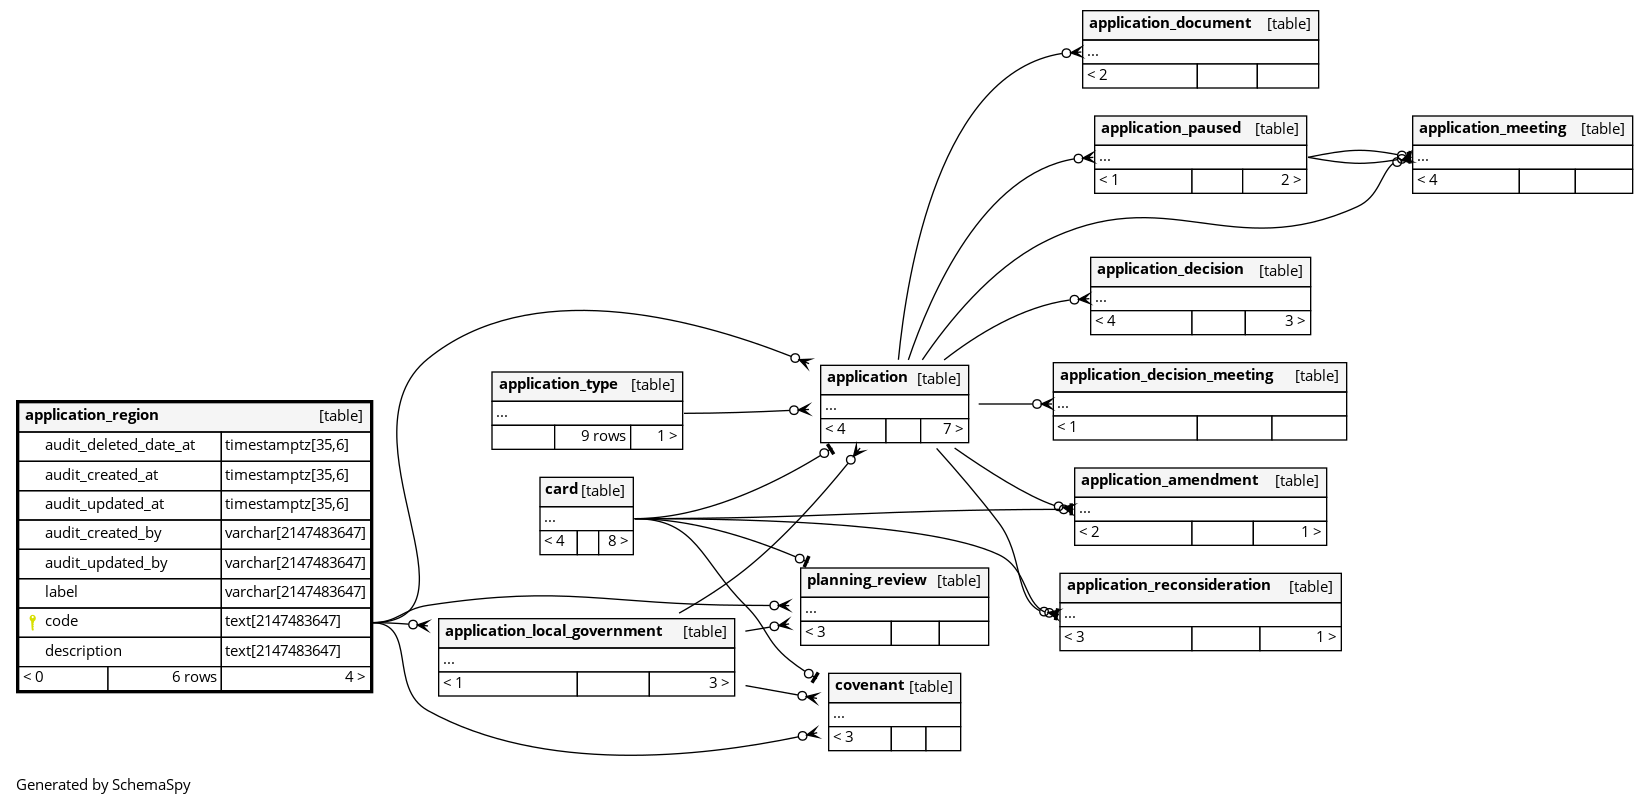 application_document [table]
...
< 2
application_paused [table]
...
< 1 2 >
application_meeting [table]
...
< 4
application_decision [table]
...
< 4 3 >
application [table]
...
< 4 7 >
application_decision_meeting [table]
...
< 1
application_type [table]
...
9 rows 1 >
application_region [table]
audit_deleted_date_at timestamptz[35,6]
audit_created_at timestamptz[35,6]
audit_updated_at timestamptz[35,6]
audit_created_by varchar[2147483647]
audit_updated_by varchar[2147483647]
label varchar[2147483647]
code text[2147483647]
description text[2147483647]
< 0 6 rows 4 >
card [table]
...
< 4 8 >
application_amendment [table]
...
< 2 1 >
planning_review [table]
...
< 3
application_reconsideration [table]
...
< 3 1 >
application_local_government [table]
...
< 1 3 >
covenant [table]
...
< 3
Generated by SchemaSpy